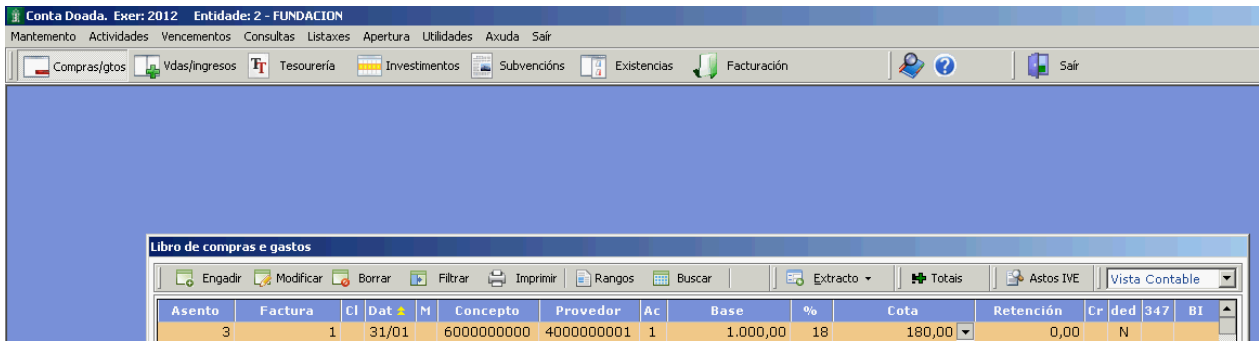 Conta Doada. Exer: 2012 Entidade: 2 - FUNDACION
Mantemento Actividades Vencementos Consultas Listaxes Apertura Utilidades Axuda Saír
Compras/gtos Vdas/ingresos Tesourería Investimentos Subvencións Existencias Facturación Saír
Libro de compras e gastos
Engadir Modificar Borrar Filtrar Imprimir Rangos Buscar Extracto Totais Astos IVE Vista Contable
Asento Factura Cl Dat M Concepto Provedor Ac Base % Cota Retención Cr ded 347 BI
3 1 31/01 6000000000 4000000001 1 1.000,00 18 180,00 0,00 N